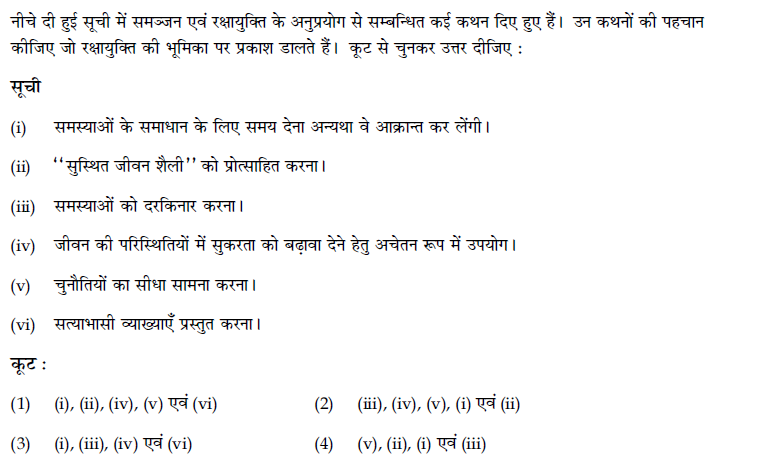 नीचे दी हुई सूची में समञ्जन एवं रक्षायुक्ति के अनुप्रयोग से सम्बन्धित कई कथन दिए हुए हैं। उन कथनों की पहचान
कीजिए जो रक्षायुक्ति की भूमिका पर प्रकाश डालते हैं। कूट से चुनकर उत्तर दीजिए :
सूची
(i) समस्याओं के समाधान के लिए समय देना अन्यथा वे आक्रान्त कर लेंगी।
(ii) ‘‘सुस्थित जीवन शैली’’ को प्रोत्साहित करना।
(iii) समस्याओं को दरकिनार करना।
(iv) जीवन की परिस्थितियों में सुकरता को बढ़ावा देने हेतु अचेतन रूप में उपयोग।
(v) चुनौतियों का सीधा सामना करना।
(vi) सत्याभासी व्याख्याएँ प्रस्तुत करना।
कूट :
(1) (i), (ii), (iv), (v) एवं (vi) (2) (iii), (iv), (v), (i) एवं (ii)
(3) (i), (iii), (iv) एवं (vi) (4) (v), (ii), (i) एवं (iii)